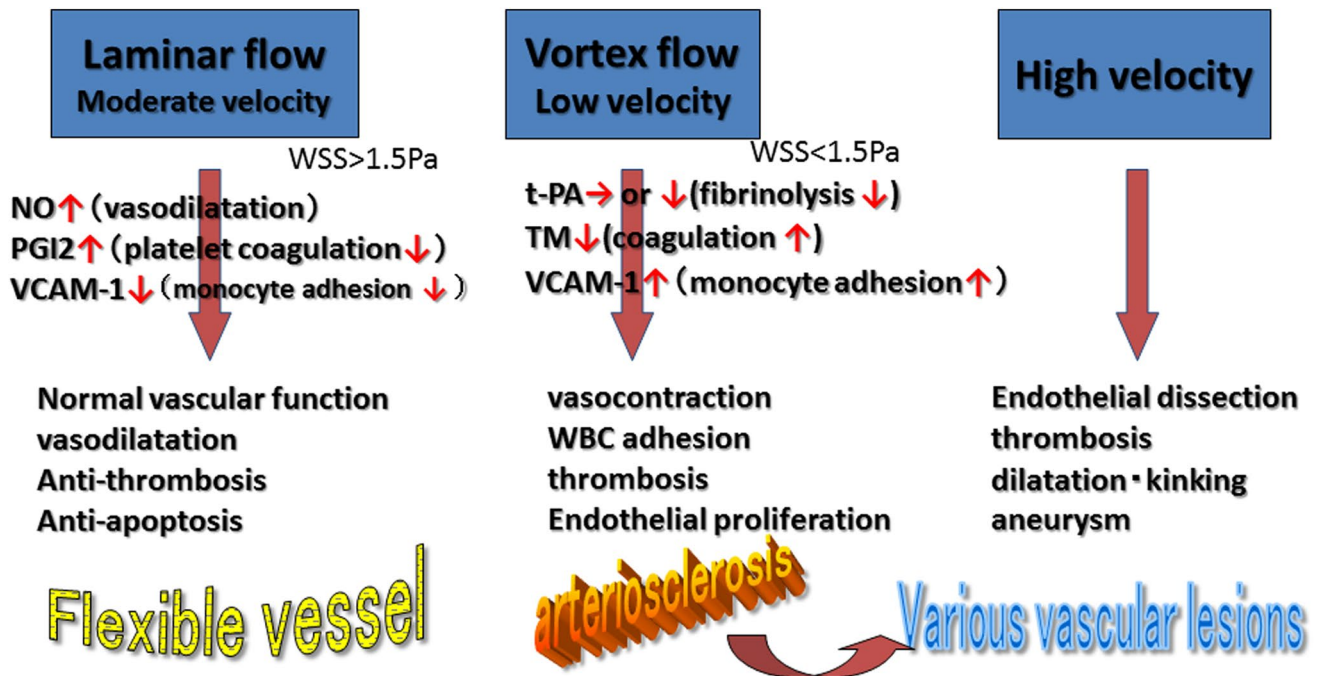 Laminar flow
Moderate velocity
WSS>1.5Pa
NO↑(vasodilatation)
PGI2↑(platelet coagulation↓)
VCAM-1↓(monocyte adhesion ↓)
Normal vascular function
vasodilatation
Anti-thrombosis
Anti-apoptosis
Flexible vessel
Vortex flow
Low velocity
WSS<1.5Pa
t-PA→ or ↓(fibrinolysis ↓)
TM↓(coagulation ↑)
VCAM-1↑(monocyte adhesion↑)
vasocontraction
WBC adhesion
thrombosis
Endothelial proliferation
arteriosclerosis
High velocity
Endothelial dissection
thrombosis
dilatation・kinking
aneurysm
Various vascular lesions